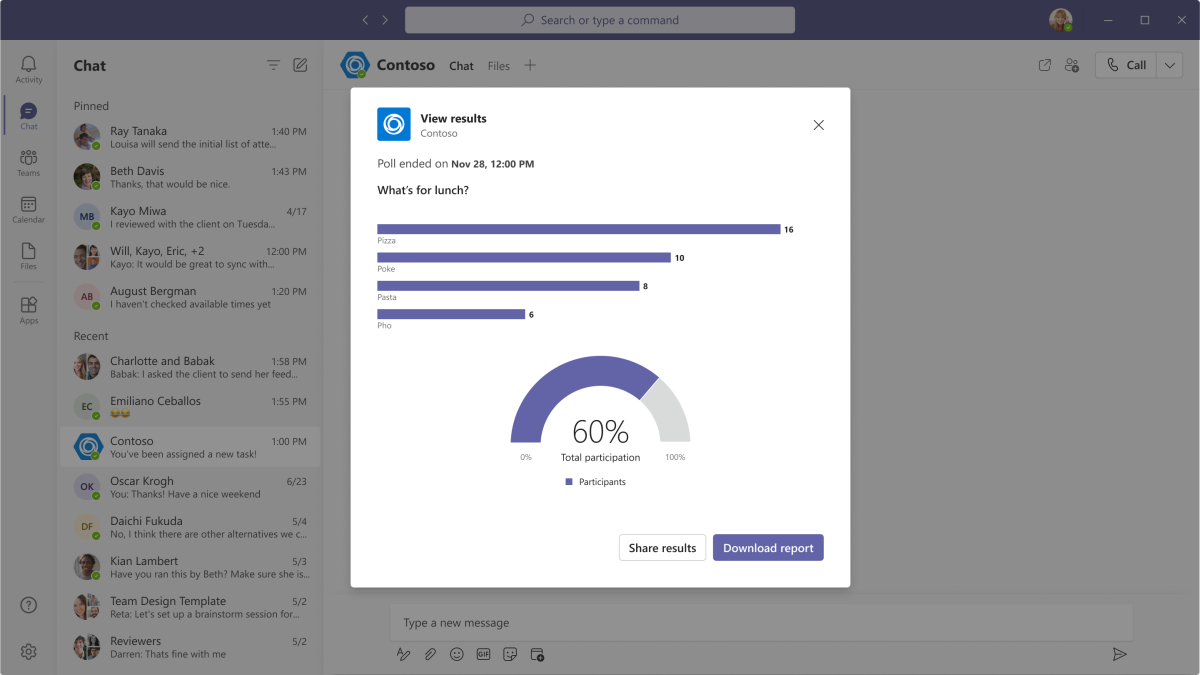 Search or type a command
Activity
Chat
Teams
Calendar
Files
Apps
Chat
Pinned
Ray Tanaka 1:40 PM
Louisa will send the initial list of atte...
Beth Davis 1:43 PM
Thanks, that would be nice.
MB
Kayo Miwa 4/17
I reviewed with the client on Tuesda...
Will, Kayo, Eric, +2 12:00 PM
Kayo: It would be great to sync with...
AB
August Bergman 1:20 PM
I haven't checked available times yet
Recent
Charlotte and Babak 1:58 PM
Babak: I asked the client to send her feed...
EC
Emiliano Ceballos 1:55 PM
😂😂
Contoso 1:00 PM
You've been assigned a new task!
OK
Oscar Krogh 6/23
You: Thanks! Have a nice weekend
DF
Daichi Fukuda 5/4
No, I think there are other alternatives we c...
Kian Lambert 5/3
Have you ran this by Beth? Make sure she is...
Team Design Template 5/2
Reta: Let's set up a brainstorm session for...
Reviewers 5/2
Darren: Thats fine with me
Contoso Chat Files
Call
View results
Contoso
Poll ended on Nov 28, 12:00 PM
What's for lunch?
16
Pizza
10
Poke
8
Pasta
6
Pho
60%
0% Total participation 100%
Participants
Share results Download report
Type a new message
GIF